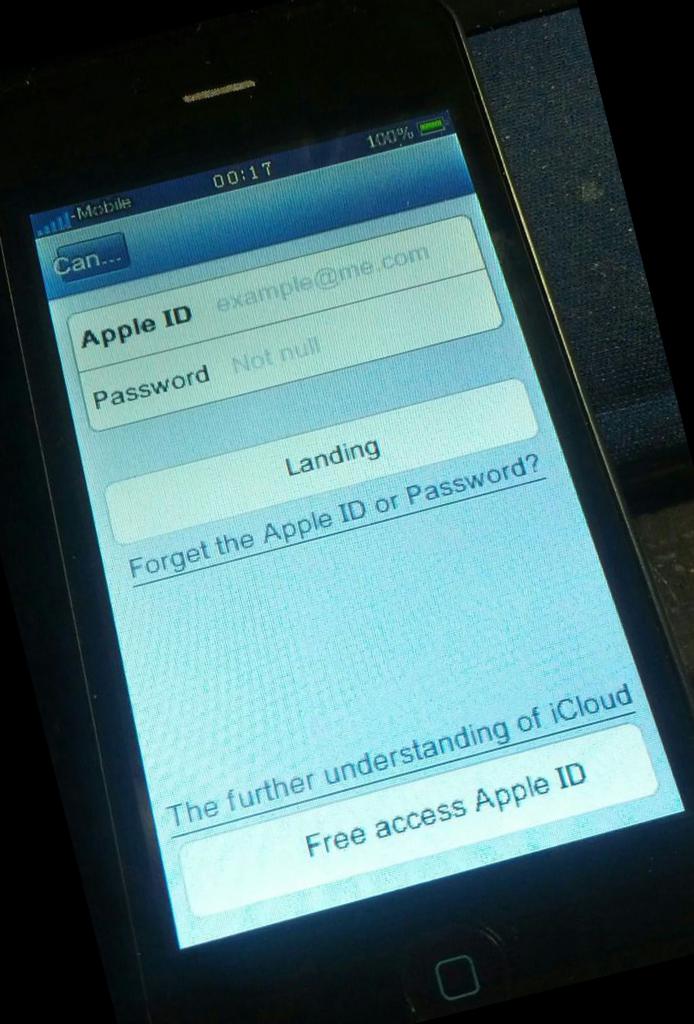 -Mobile 00:17 100%
Can...
Apple ID example@me.com
Password Not null
Landing
Forget the Apple ID or Password?
The further understanding of iCloud
Free access Apple ID